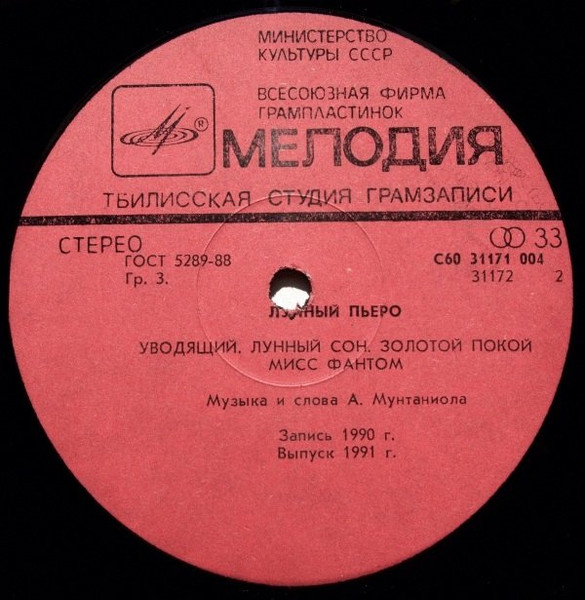 МИНИСТЕРСТВО
КУЛЬТУРЫ СССР
ВСЕСОЮЗНАЯ ФИРМА
ГРАМПЛАСТИНОК
®
МЕЛОДИЯ
ТБИЛИССКАЯ СТУДИЯ ГРАМЗАПИСИ
СТЕРЕО 33
ГОСТ 5289-88 С60 31171 004
Гр. 3. 31172 2
ЛУННЫЙ ПЬЕРО
УВОДЯЩИЙ. ЛУННЫЙ СОН. ЗОЛОТОЙ ПОКОЙ
МИСС ФАНТОМ
Музыка и слова А. Мунтаниола
Запись 1990 г.
Выпуск 1991 г.